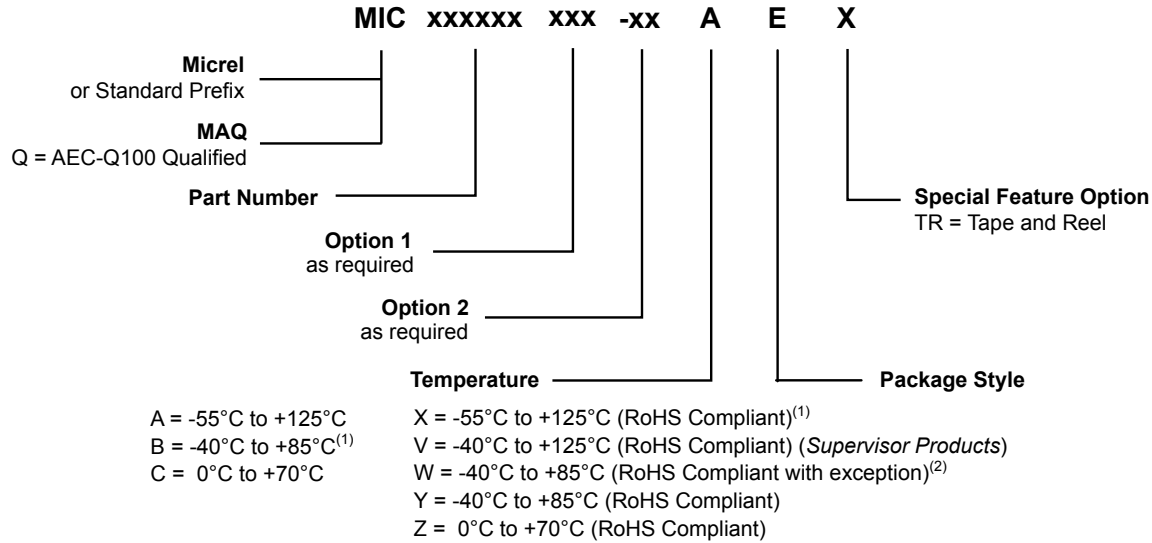 MIC xxxxxx xxx -xx A E X
Micrel
or Standard Prefix
MAQ
Q = AEC-Q100 Qualified
Part Number
Special Feature Option
TR = Tape and Reel
Option 1
as required
Option 2
as required
Temperature
Package Style
A = -55°C to +125°C
B = -40°C to +85°C(1)
C = 0°C to +70°C
X = -55°C to +125°C (RoHS Compliant)(1)
V = -40°C to +125°C (RoHS Compliant) (Supervisor Products)
W = -40°C to +85°C (RoHS Compliant with exception)(2)
Y = -40°C to +85°C (RoHS Compliant)
Z = 0°C to +70°C (RoHS Compliant)